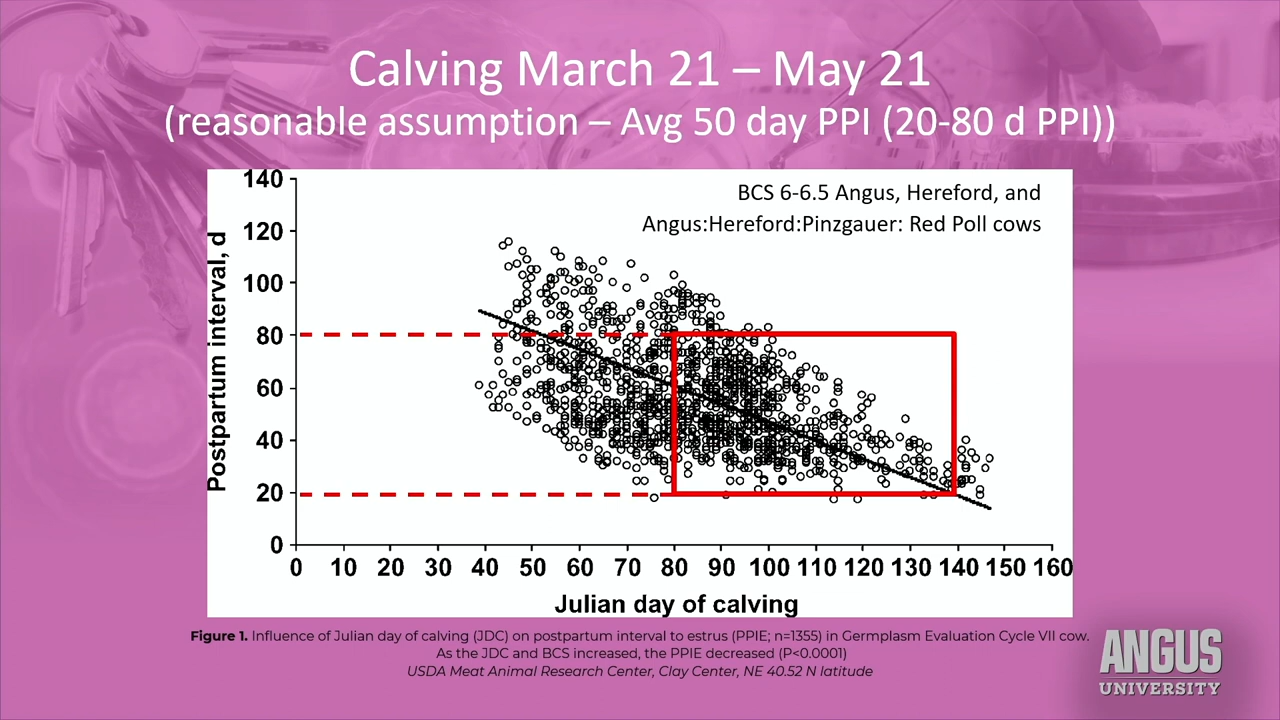 Calving March 21 – May 21
(reasonable assumption – Avg 50 day PPI (20-80 d PPI))
BCS 6-6.5 Angus, Hereford, and
Angus:Hereford:Pinzgauer: Red Poll cows
Postpartum interval, d
140
120
100
80
60
40
20
0
0 10 20 30 40 50 60 70 80 90 100 110 120 130 140 150 160
Julian day of calving
Figure 1. Influence of Julian day of calving (JDC) on postpartum interval to estrus (PPIE; n=1355) in Germplasm Evaluation Cycle VII cow.
As the JDC and BCS increased, the PPIE decreased (P<0.0001)
USDA Meat Animal Research Center, Clay Center, NE 40.52 N latitude
ANGUS
UNIVERSITY